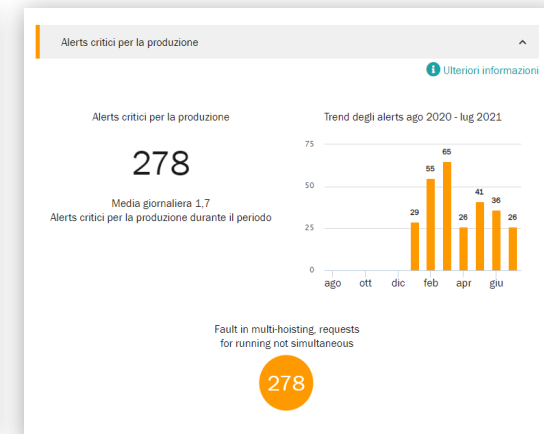 Alerts critici per la produzione
Ulteriori informazioni
Alerts critici per la produzione
278
Media giornaliera 1,7
Alerts critici per la produzione durante il periodo
Trend degli alerts ago 2020 - lug 2021
75
50
25
0
29
55
65
26
41
36
26
ago ott dic feb apr giu
Fault in multi-hoisting, requests
for running not simultaneous
278